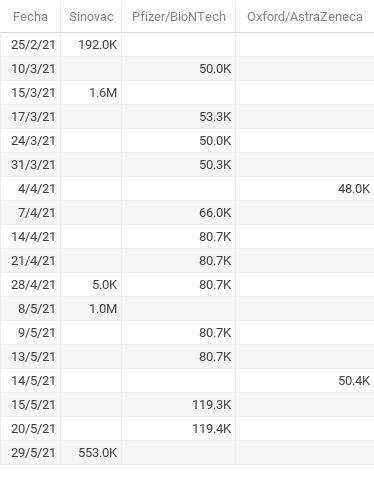 Fecha Sinovac Pfizer/BioNTech Oxford/AstraZeneca
25/2/21 192.0K
10/3/21 50.0K
15/3/21 1.6M
17/3/21 53.3K
24/3/21 50.0K
31/3/21 50.3K
4/4/21 48.0K
7/4/21 66.0K
14/4/21 80.7K
21/4/21 80.7K
28/4/21 5.0K 80.7K
8/5/21 1.0M
9/5/21 80.7K
13/5/21 80.7K
14/5/21 50.4K
15/5/21 119.3K
20/5/21 119.4K
29/5/21 553.0K